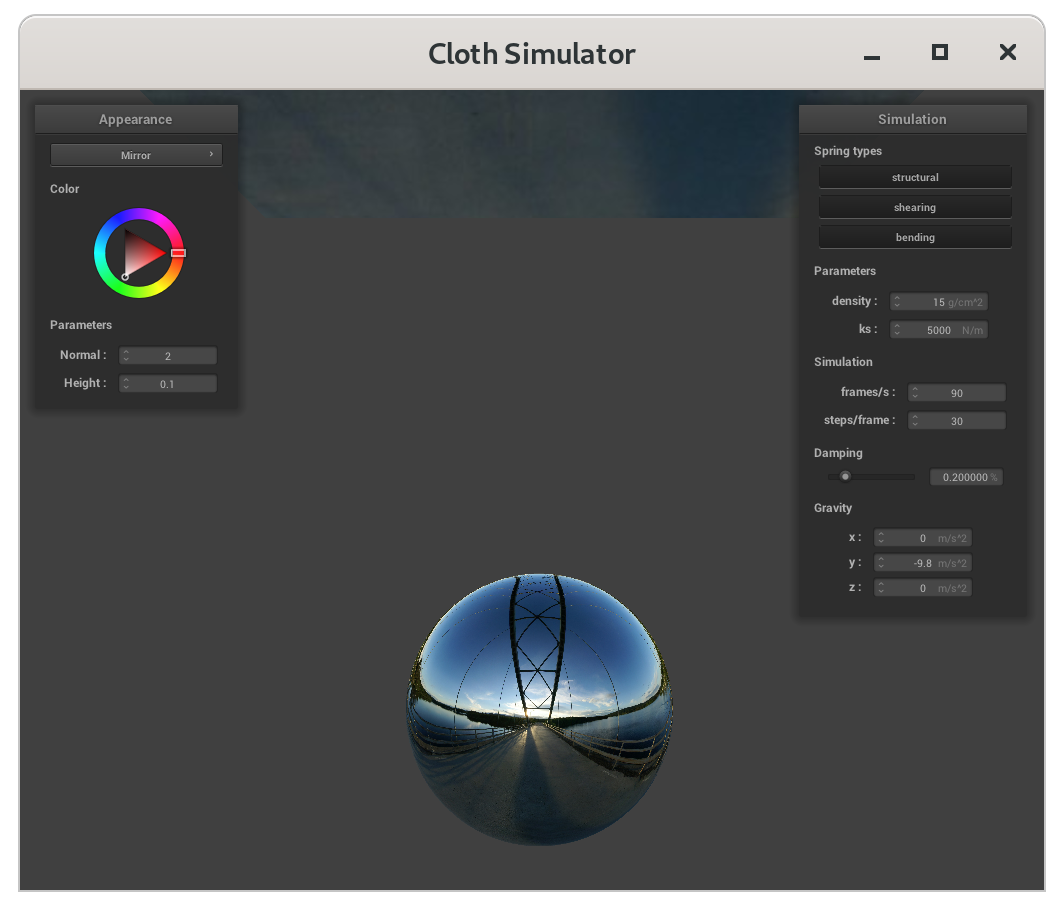 Cloth Simulator
Appearance
Mirror
Color
Parameters
Normal : 2
Height : 0.1
Simulation
Spring types
structural
shearing
bending
Parameters
density : 15 g/cm^2
ks : 5000 N/m
Simulation
frames/s : 90
steps/frame : 30
Damping
0.200000 %
Gravity
x : 0 m/s^2
y : -9.8 m/s^2
z : 0 m/s^2